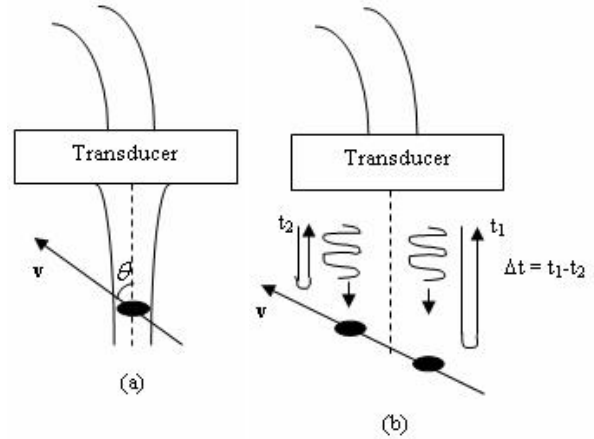 Transducer
θ
v
(a)
Transducer
t2
t1
Δt = t1-t2
v
(b)